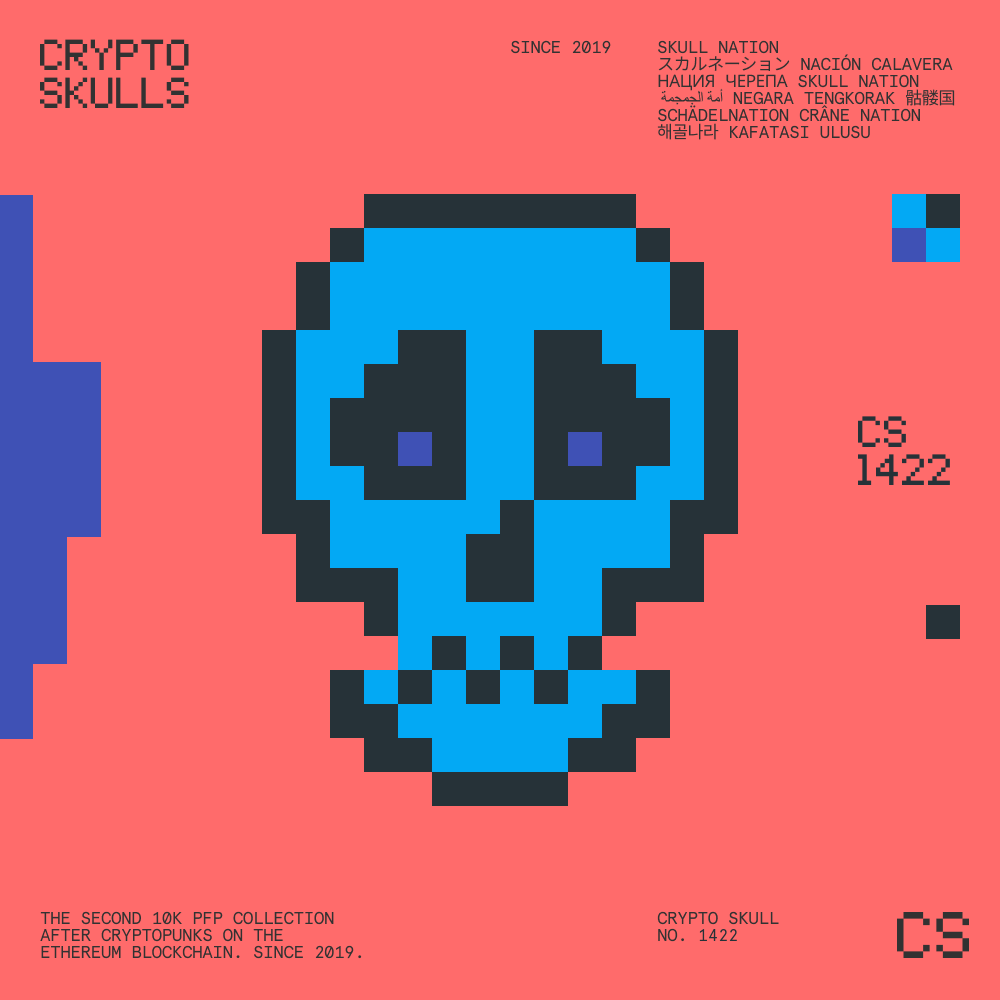 CRYPTO
SKULLS
SINCE 2019
SKULL NATION
スカルネーション NACIÓN CALAVERA
НАЦИЯ ЧЕРЕПА SKULL NATION
أمة الجمجمة NEGARA TENGKORAK 骷髅国
SCHÄDELNATION CRÂNE NATION
해골나라 KAFATASI ULUSU
CS
1422
THE SECOND 10K PFP COLLECTION
AFTER CRYPTOPUNKS ON THE
ETHEREUM BLOCKCHAIN. SINCE 2019.
CRYPTO SKULL
NO. 1422
CS